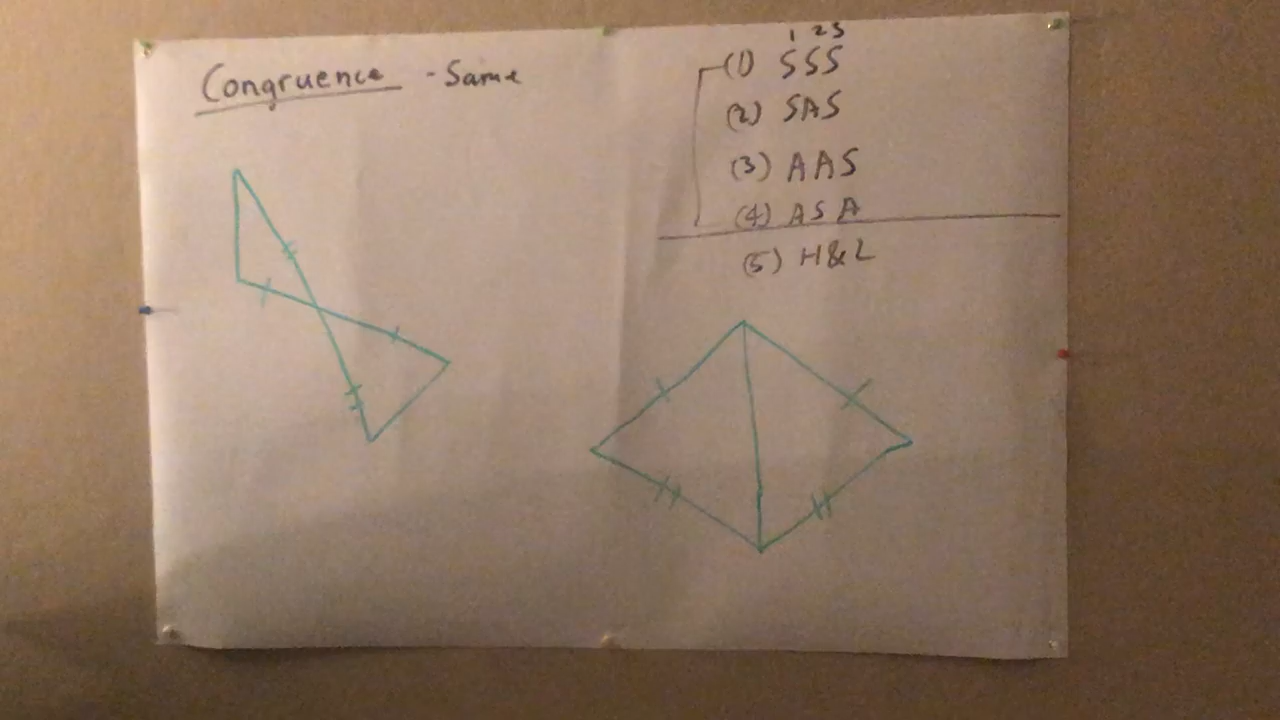 Congruence - Same
1 2 3
(1) SSS
(2) SAS
(3) AAS
(4) ASA
(5) H&L